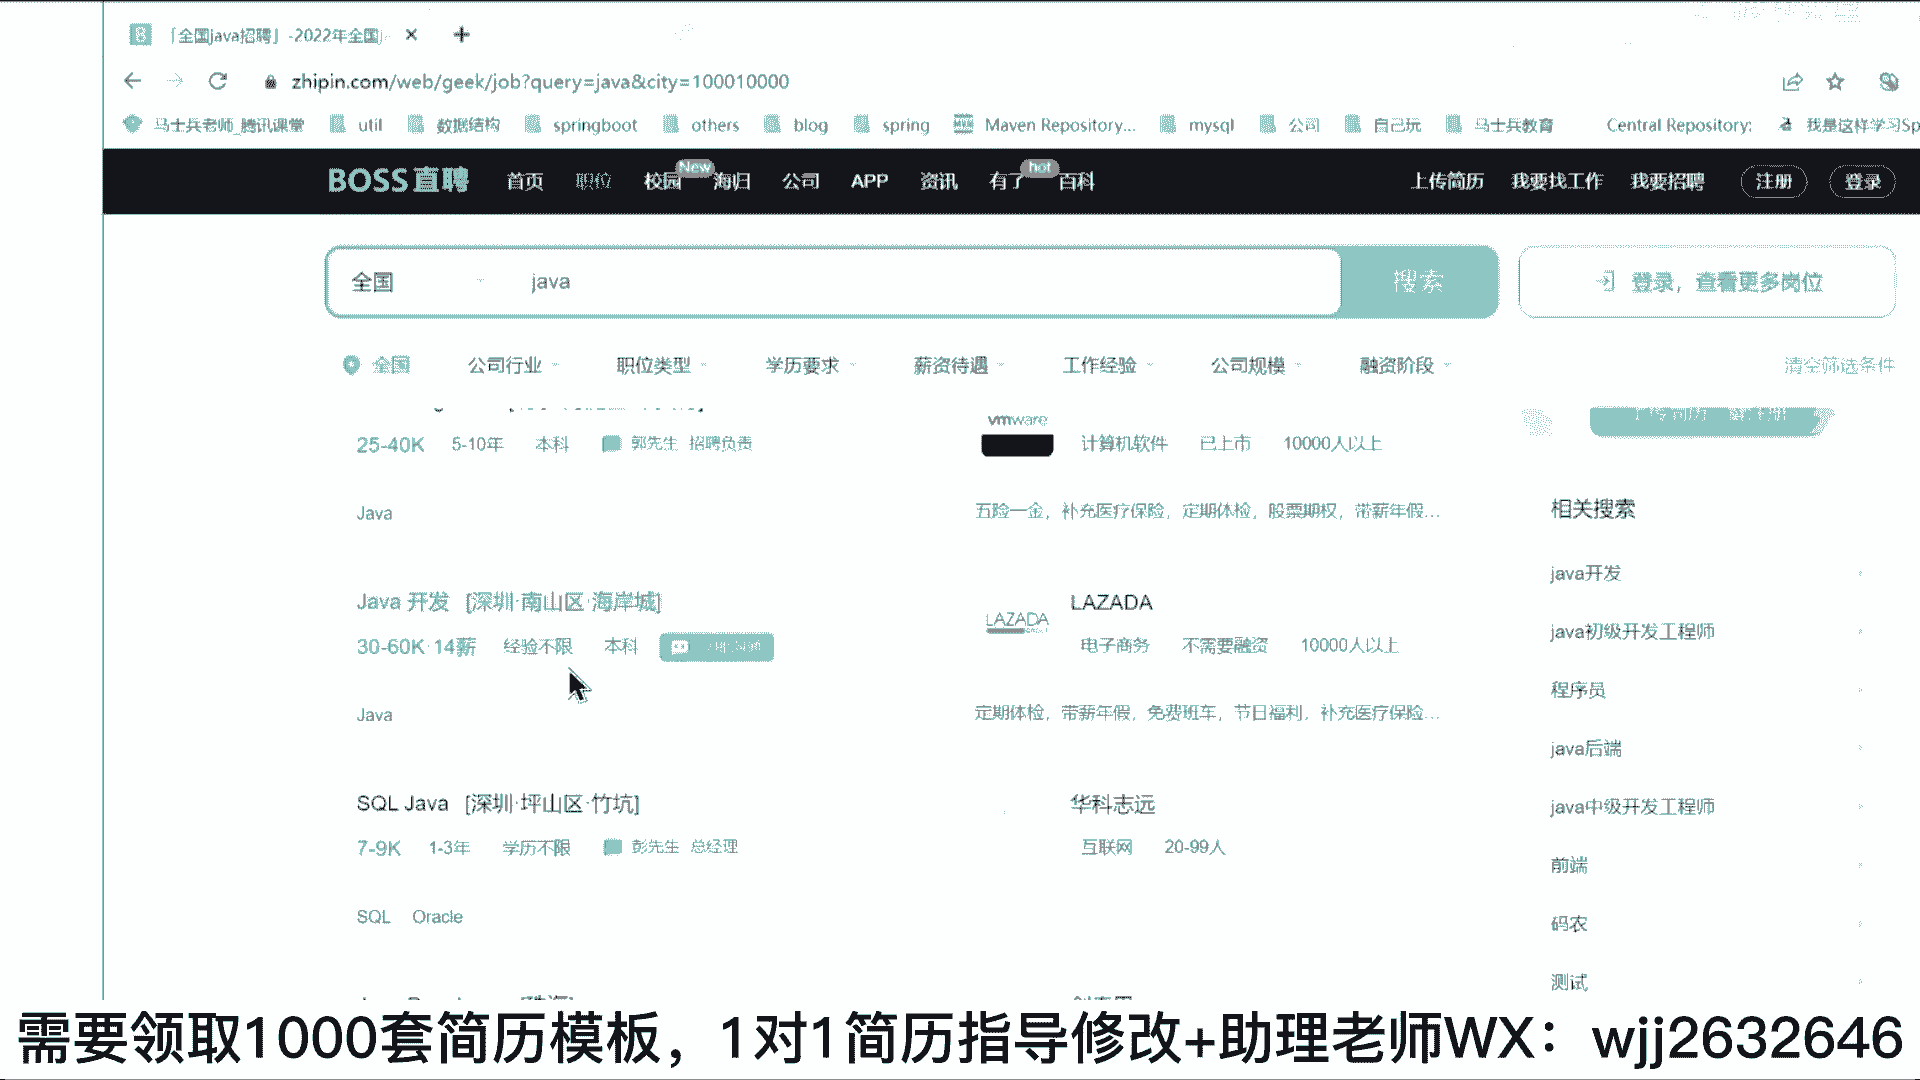 「全国java招聘」-2022年全国j
zhipin.com/web/geek/job?query=java&city=100010000
马士兵老师_腾讯课堂 util 数据结构 springboot others blog spring Maven Repository... mysql 公司 自己玩 马士兵教育 Central Repository: 我是这样学习Sp
BOSS直聘 首页 职位 校园 New 海归 公司 APP 资讯 有了 hot 百科 上传简历 我要找工作 我要招聘 注册 登录
全国 java 搜索 登录，查看更多岗位
全国 公司行业 职位类型 学历要求 薪资待遇 工作经验 公司规模 融资阶段 清空筛选条件
vmware
25-40K 5-10年 本科 郭先生 招聘负责 计算机软件 已上市 10000人以上
Java 五险一金，补充医疗保险，定期体检，股票期权，带薪年假...
相关搜索
java开发
Java 开发 [深圳·南山区·海岸城] LAZADA LAZADA
java初级开发工程师
30-60K·14薪 经验不限 本科 电子商务 不需要融资 10000人以上
程序员
Java 定期体检，带薪年假，免费班车，节日福利，补充医疗保险...
java后端
SQL Java [深圳·坪山区·竹坑] 华科志远
java中级开发工程师
7-9K 1-3年 学历不限 彭先生 总经理 互联网 20-99人
前端
SQL Oracle
码农
测试
需要领取1000套简历模板，1对1简历指导修改+助理老师WX：wjj2632646